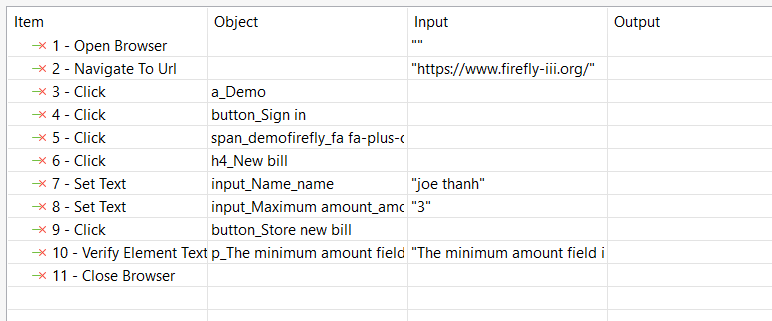 Item Object Input Output
1 - Open Browser ""
2 - Navigate To Url "https://www.firefly-iii.org/"
3 - Click a_Demo
4 - Click button_Sign in
5 - Click span_demofirefly_fa fa-plus-c
6 - Click h4_New bill
7 - Set Text input_Name_name "joe thanh"
8 - Set Text input_Maximum amount_amo "3"
9 - Click button_Store new bill
10 - Verify Element Text p_The minimum amount field "The minimum amount field i
11 - Close Browser